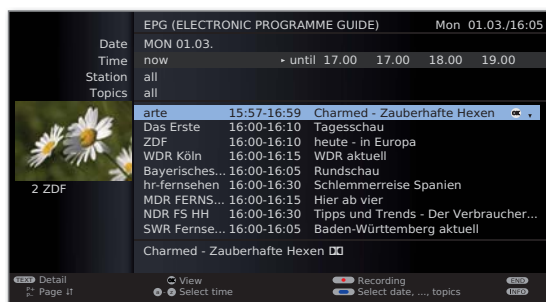 EPG (ELECTRONIC PROGRAMME GUIDE) Mon 01.03./16:05
Date MON 01.03.
Time now ▸ until 17.00 17.00 18.00 19.00
Station all
Topics all
arte 15:57-16:59 Charmed - Zauberhafte Hexen OK
Das Erste 16:00-16:10 Tagesschau
ZDF 16:00-16:10 heute - in Europa
WDR Köln 16:00-16:15 WDR aktuell
Bayerisches... 16:00-16:05 Rundschau
2 ZDF
hr-fernsehen 16:00-16:30 Schlemmerreise Spanien
MDR FERNS... 16:00-16:15 Hier ab vier
NDR FS HH 16:00-16:30 Tipps und Trends - Der Verbraucher...
SWR Fernse... 16:00-16:05 Baden-Württemberg aktuell
Charmed - Zauberhafte Hexen
TEXT Detail OK View Recording END
P+ P- Page ↓↑ 0-9 Select time Select date, ..., topics INFO